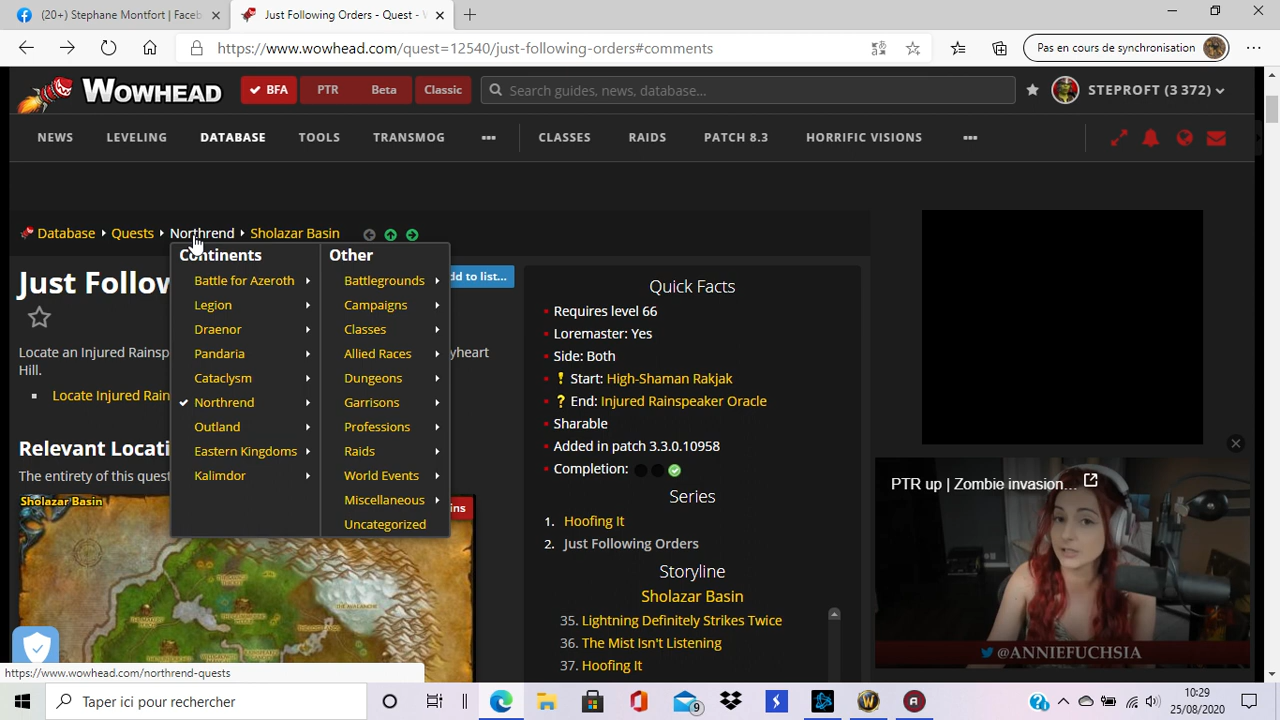 (20+) Stephane Montfort | Faceb
Just Following Orders - Quest - W
https://www.wowhead.com/quest=12540/just-following-orders#comments
Pas en cours de synchronisation
WOWHEAD
BFA PTR Beta Classic
Search guides, news, database...
STEPROFT (3 372)
NEWS LEVELING DATABASE TOOLS TRANSMOG CLASSES RAIDS PATCH 8.3 HORRIFIC VISIONS
Database Quests Northrend Sholazar Basin
Just Follow
dd to list...
Locate an Injured Rainsp
yheart
Hill.
Locate Injured Rain
Relevant Locati
The entirety of this quest
Sholazar Basin
ins
Continents
Battle for Azeroth
Legion
Draenor
Pandaria
Cataclysm
Northrend
Outland
Eastern Kingdoms
Kalimdor
Other
Battlegrounds
Campaigns
Classes
Allied Races
Dungeons
Garrisons
Professions
Raids
World Events
Miscellaneous
Uncategorized
Quick Facts
Requires level 66
Loremaster: Yes
Side: Both
! Start: High-Shaman Rakjak
? End: Injured Rainspeaker Oracle
Sharable
Added in patch 3.3.0.10958
Completion:
Series
1. Hoofing It
2. Just Following Orders
Storyline
Sholazar Basin
35. Lightning Definitely Strikes Twice
36. The Mist Isn't Listening
37. Hoofing It
PTR up | Zombie invasion...
@ANNIEFUCHSIA
https://www.wowhead.com/northrend-quests
Taper ici pour rechercher
9
10:29
25/08/2020